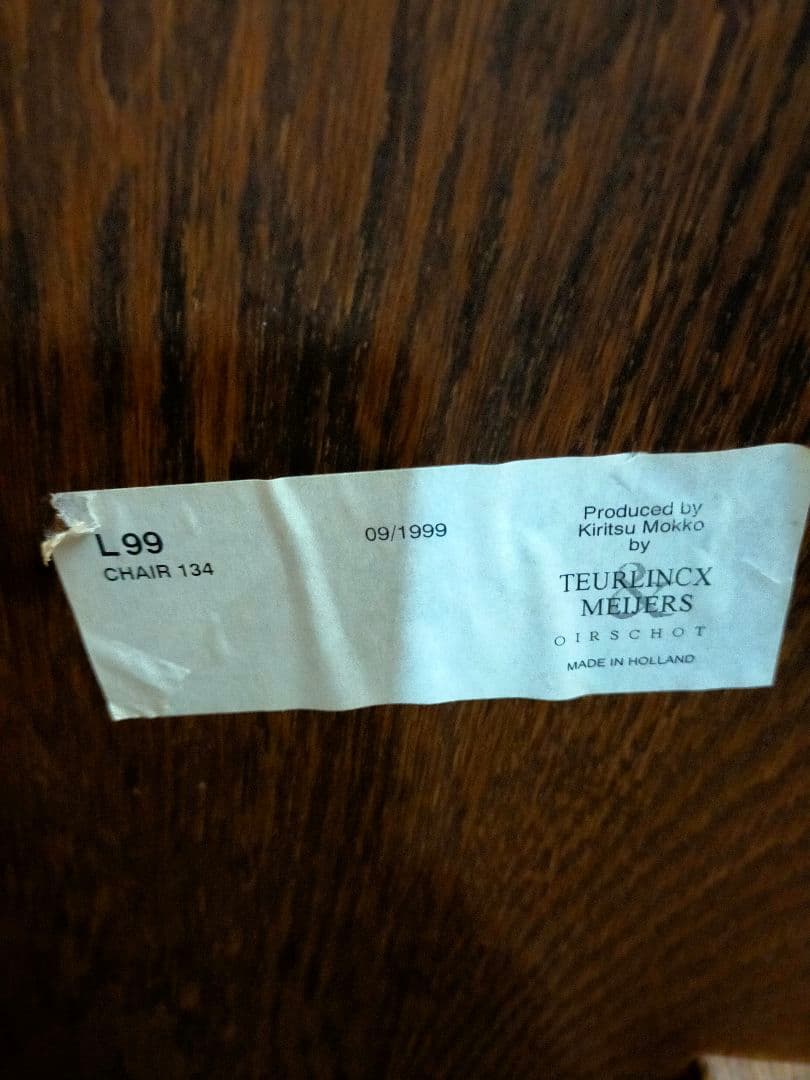 L99
CHAIR 134
09/1999
Produced by
Kiritsu Mokko
by
TEURLINCX
&
MEIJERS
OIRSCHOT
MADE IN HOLLAND